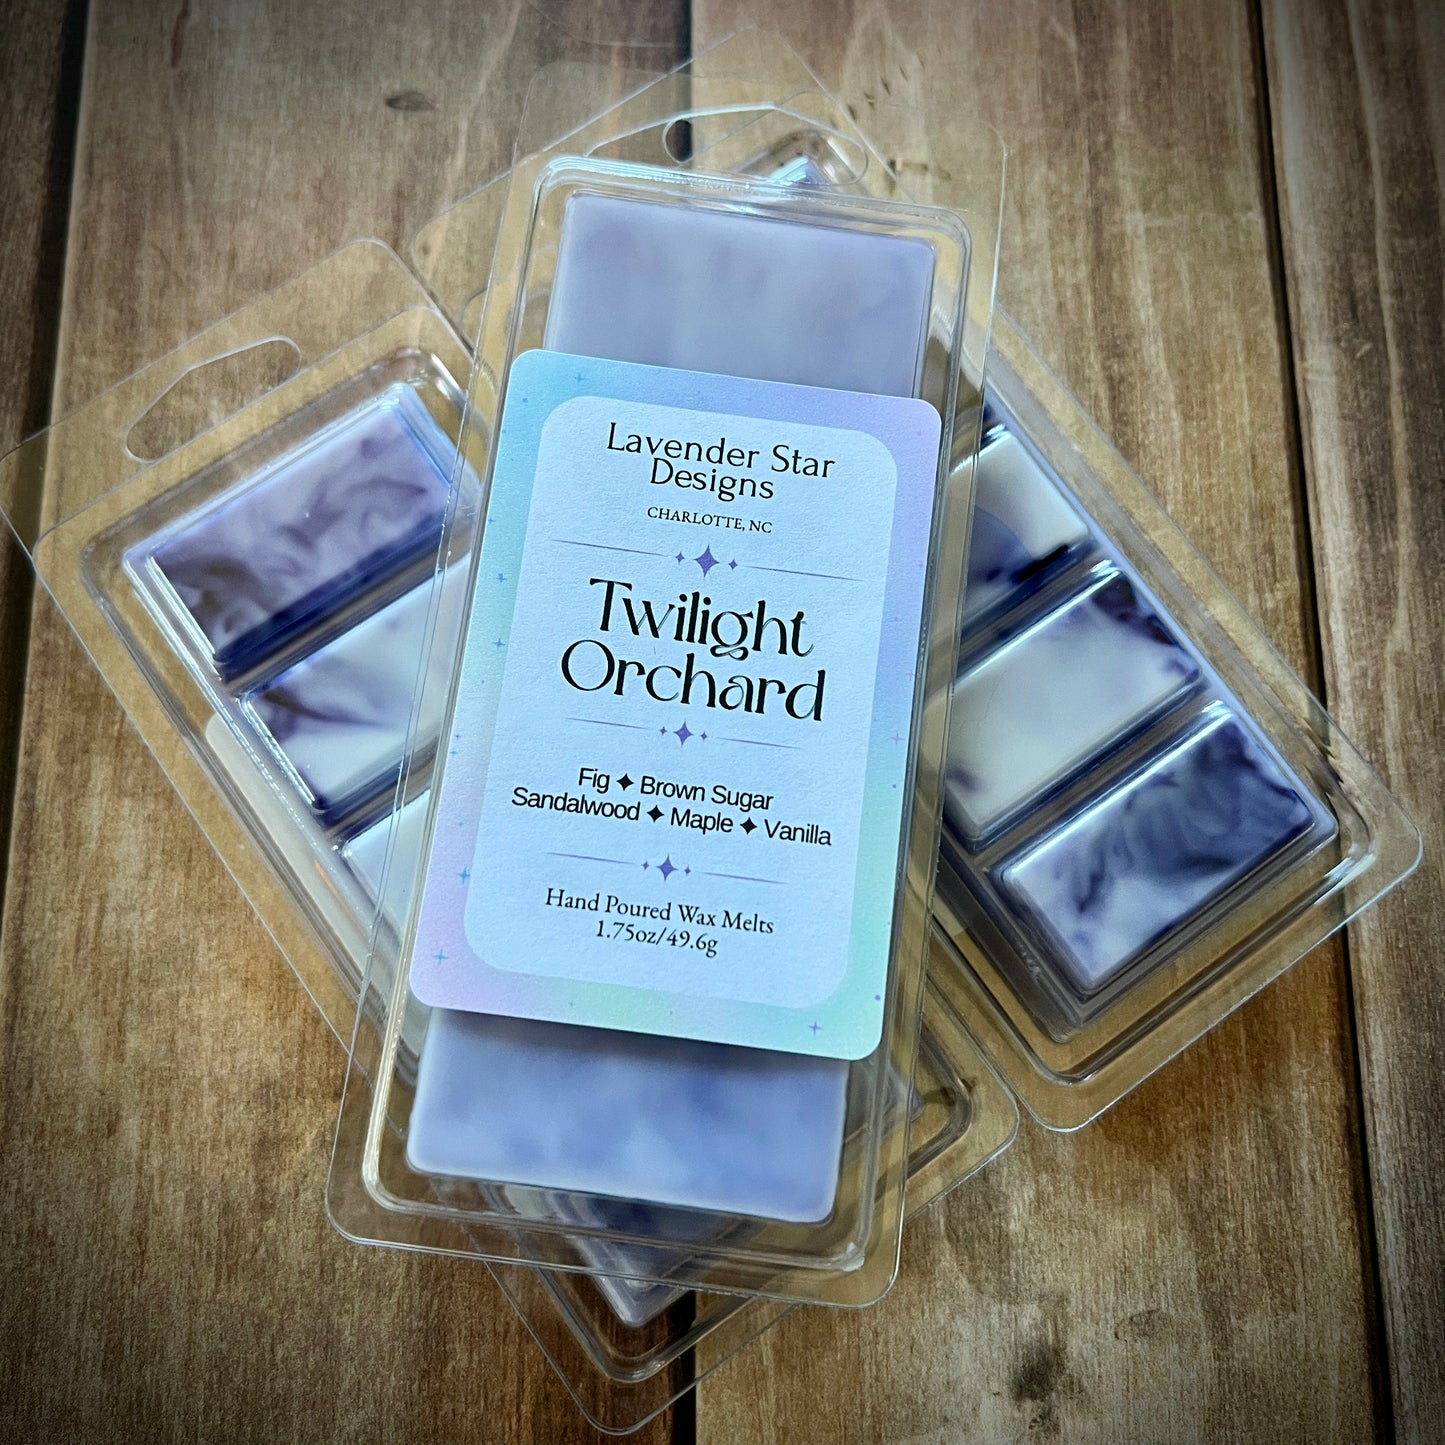 Lavender Star
Designs
CHARLOTTE, NC
Twilight
Orchard
Fig ✦ Brown Sugar
Sandalwood ✦ Maple ✦ Vanilla
Hand Poured Wax Melts
1.75oz/49.6g